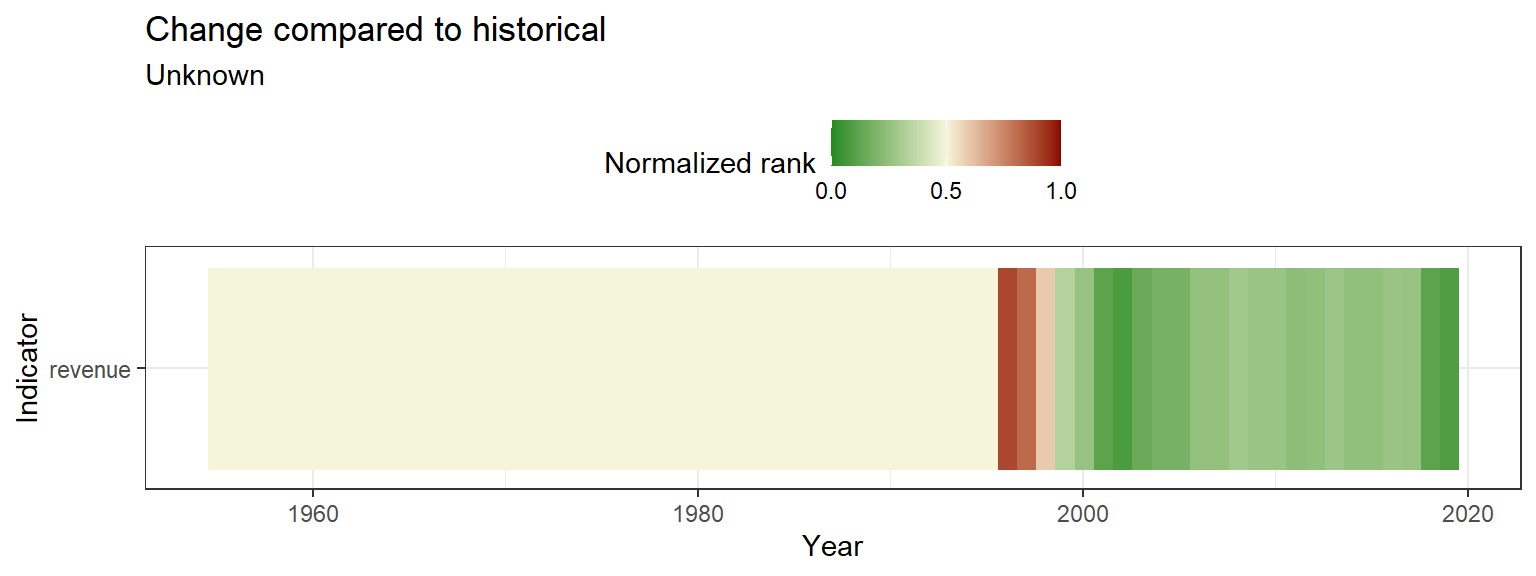 Change compared to historical
Unknown
Normalized rank
0.0 0.5 1.0
Indicator
revenue
1960 1980 2000 2020
Year